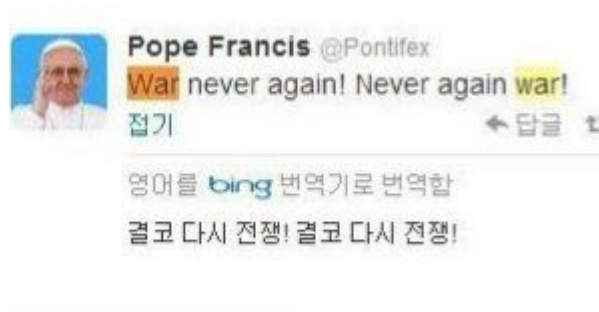 Pope Francis @Pontifex
War never again! Never again war!
접기 답글
영어를 bing 번역기로 번역함
결코 다시 전쟁! 결코 다시 전쟁!